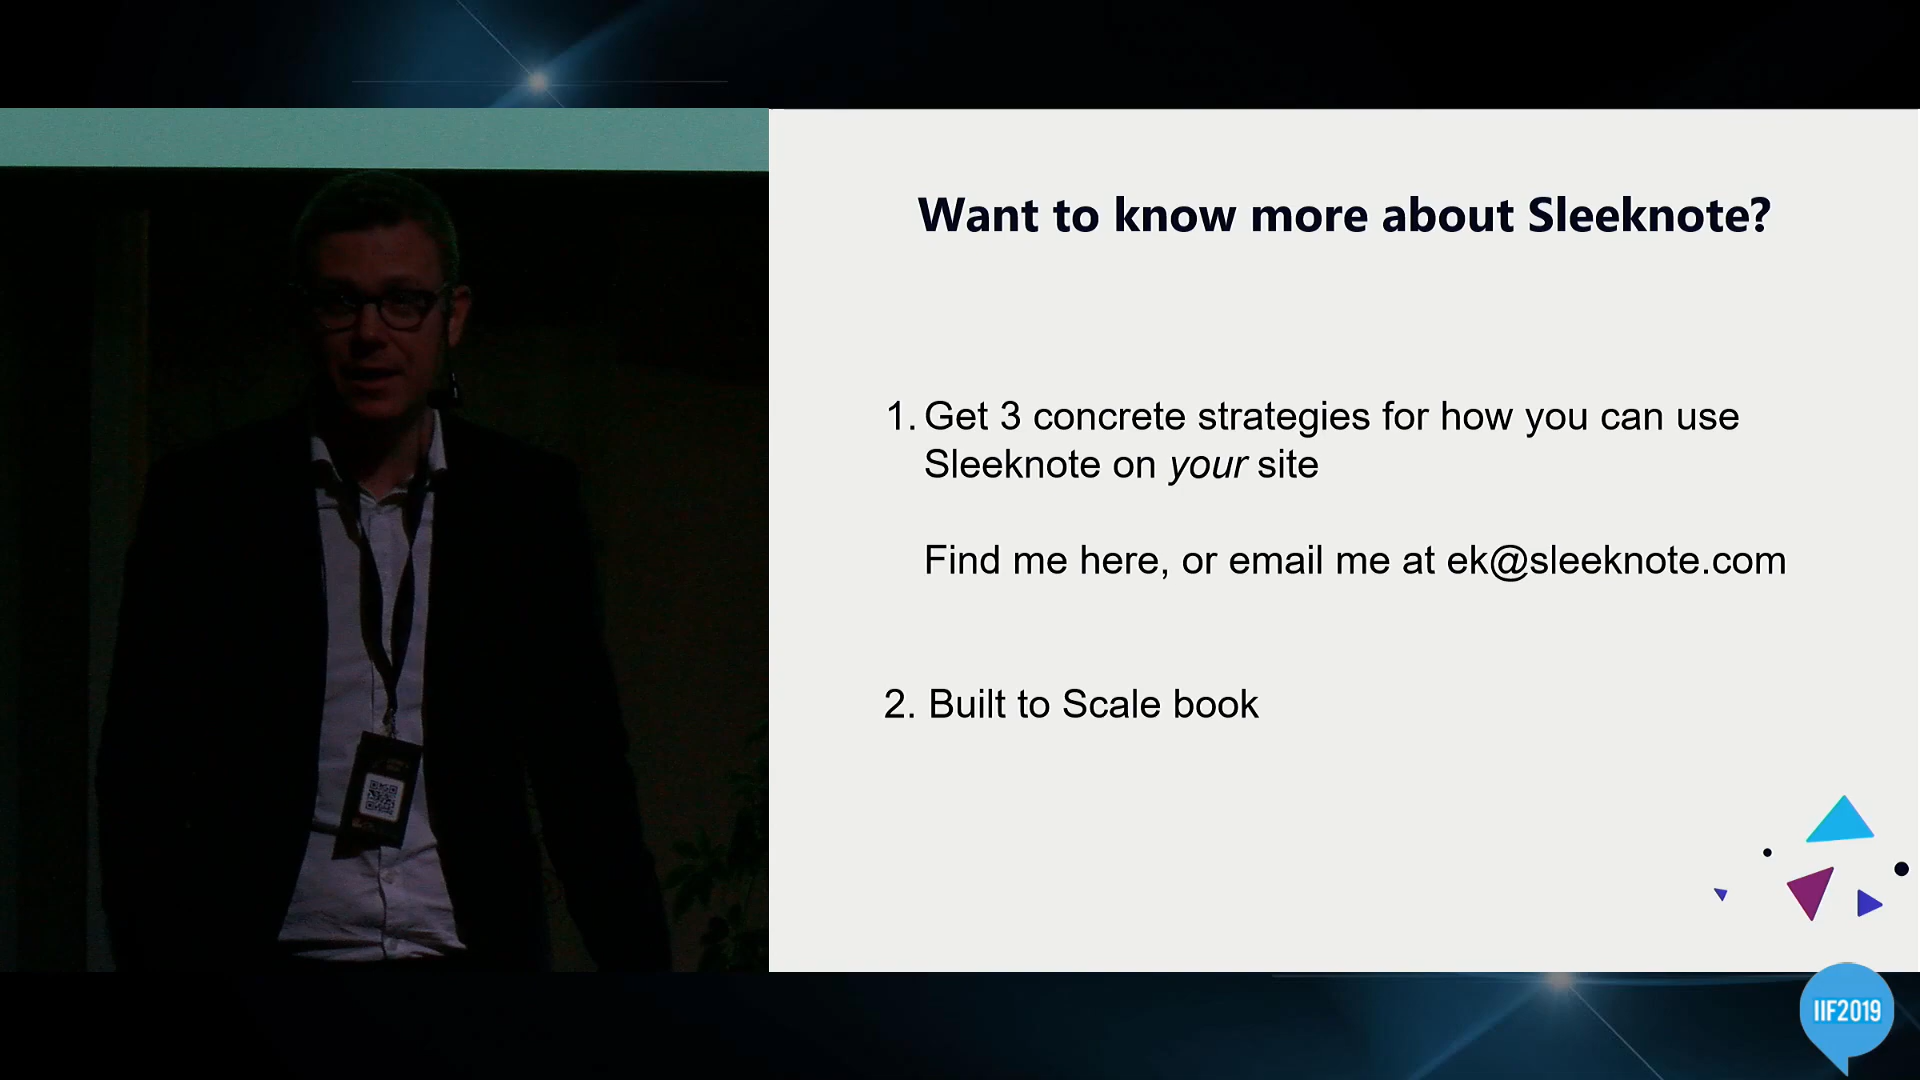 Want to know more about Sleeknote?
1. Get 3 concrete strategies for how you can use
Sleeknote on your site
Find me here, or email me at ek@sleeknote.com
2. Built to Scale book
IIF2019